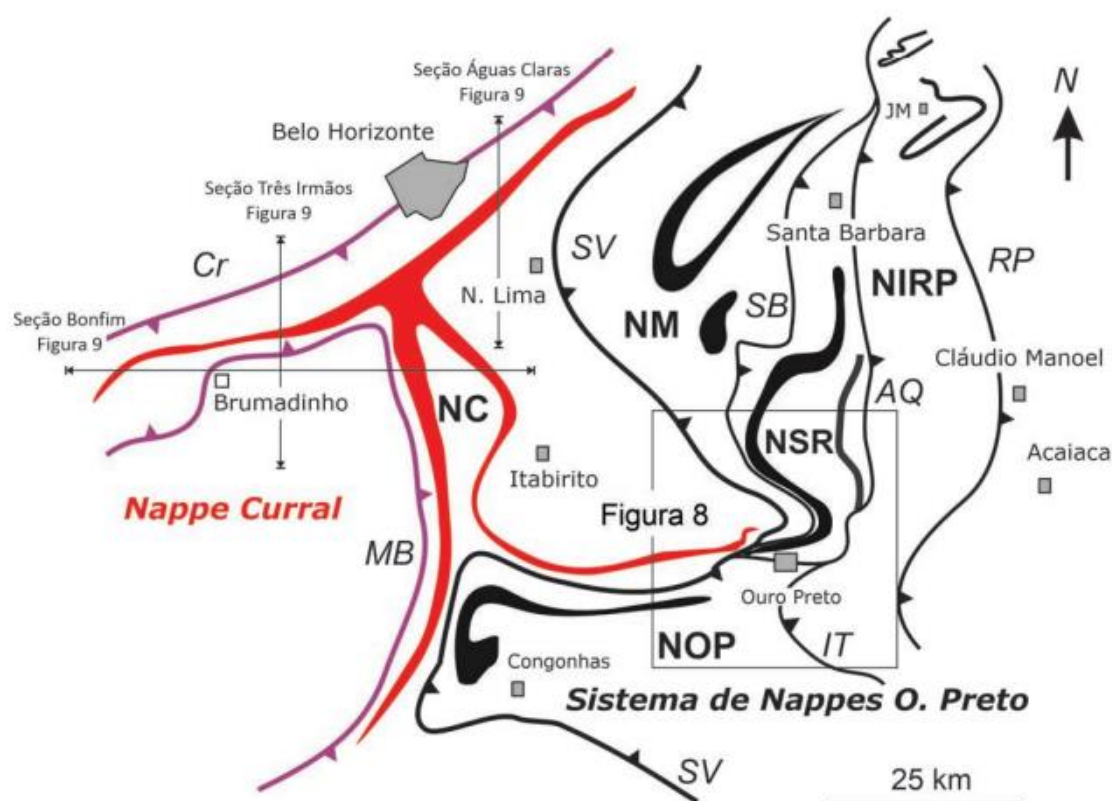 Seção Águas Claras
Figura 9
Belo Horizonte
JM
N
Seção Três Irmãos
Figura 9
Santa Barbara
Cr
SV
RP
N. Lima
NIRP
Seção Bonfim
Figura 9
NM
SB
Cláudio Manoel
Brumadinho
NC
AQ
NSR
Acaiaca
Itabirito
Nappe Curral
Figura 8
MB
Ouro Preto
NOP
IT
Congonhas
Sistema de Nappes O. Preto
SV
25 km